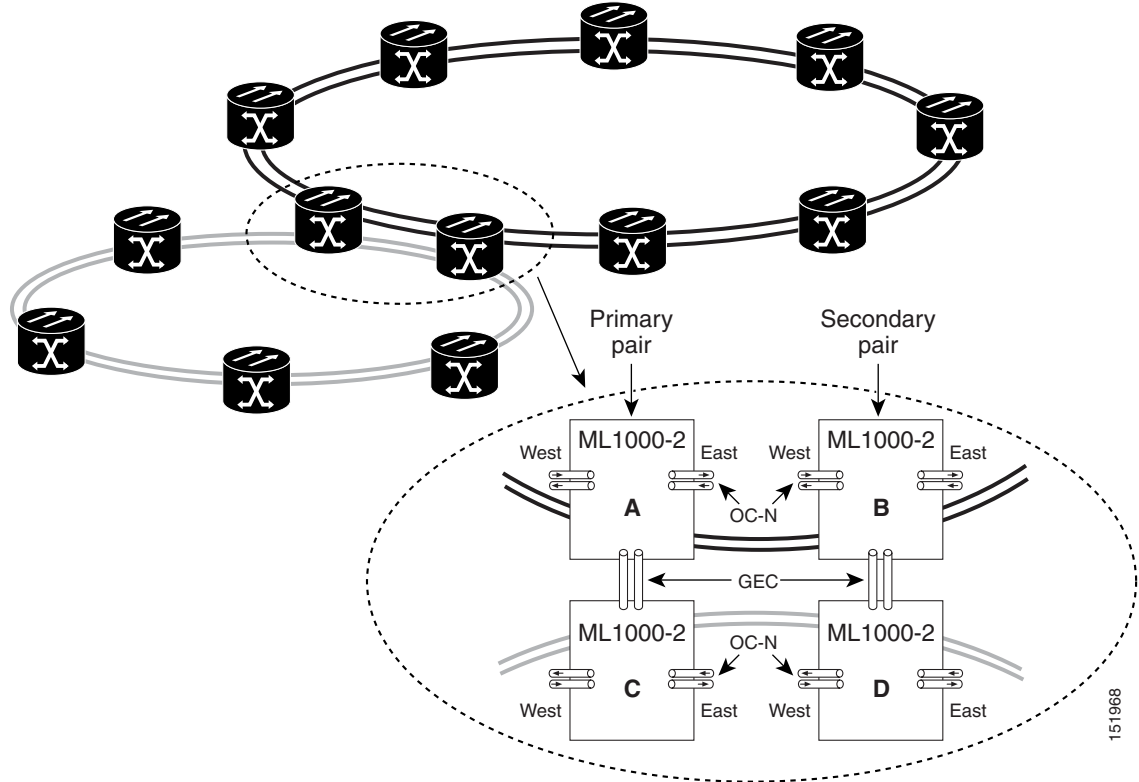 Primary
pair
Secondary
pair
ML1000-2
ML1000-2
West
East
West
East
A
OC-N
B
GEC
ML1000-2
ML1000-2
OC-N
C
D
West
East
West
East
151968